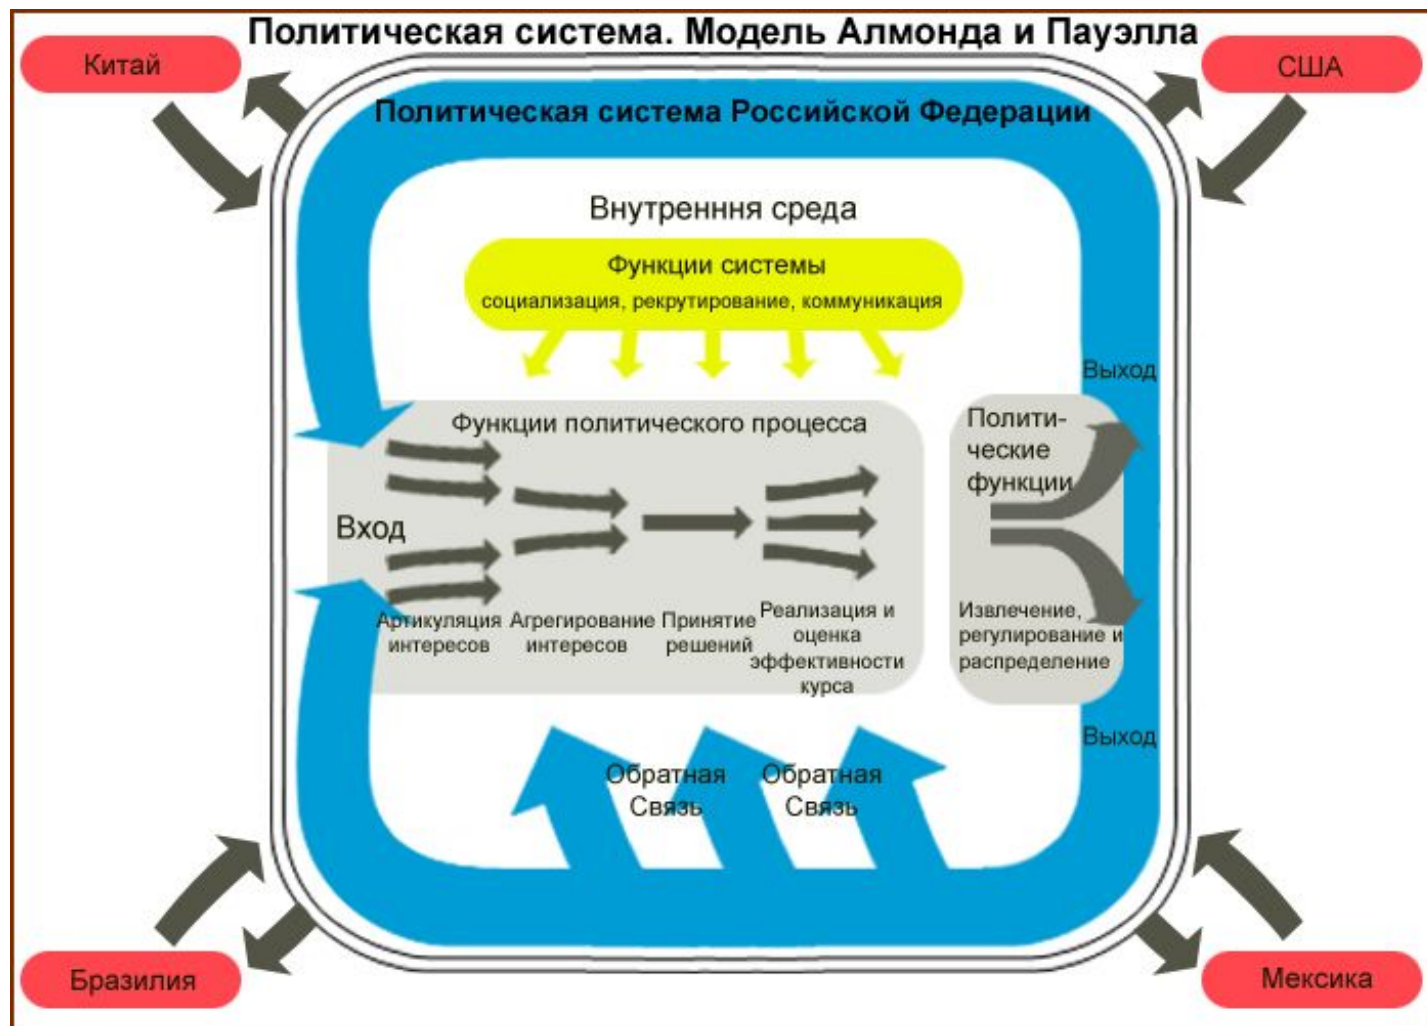 Политическая система. Модель Алмонда и Пауэлла
Китай
США
Политическая система Российской Федерации
Внутренння среда
Функции системы
социализация, рекрутирование, коммуникация
Выход
Функции политического процесса
Полити-
ческие
функции
Вход
Артикуляция
интересов
Агрегирование
интересов
Принятие
решений
Реализация и
оценка
эффективности
курса
Извлечение,
регулирование и
распределение
Выход
Обратная
Связь
Обратная
Связь
Бразилия
Мексика